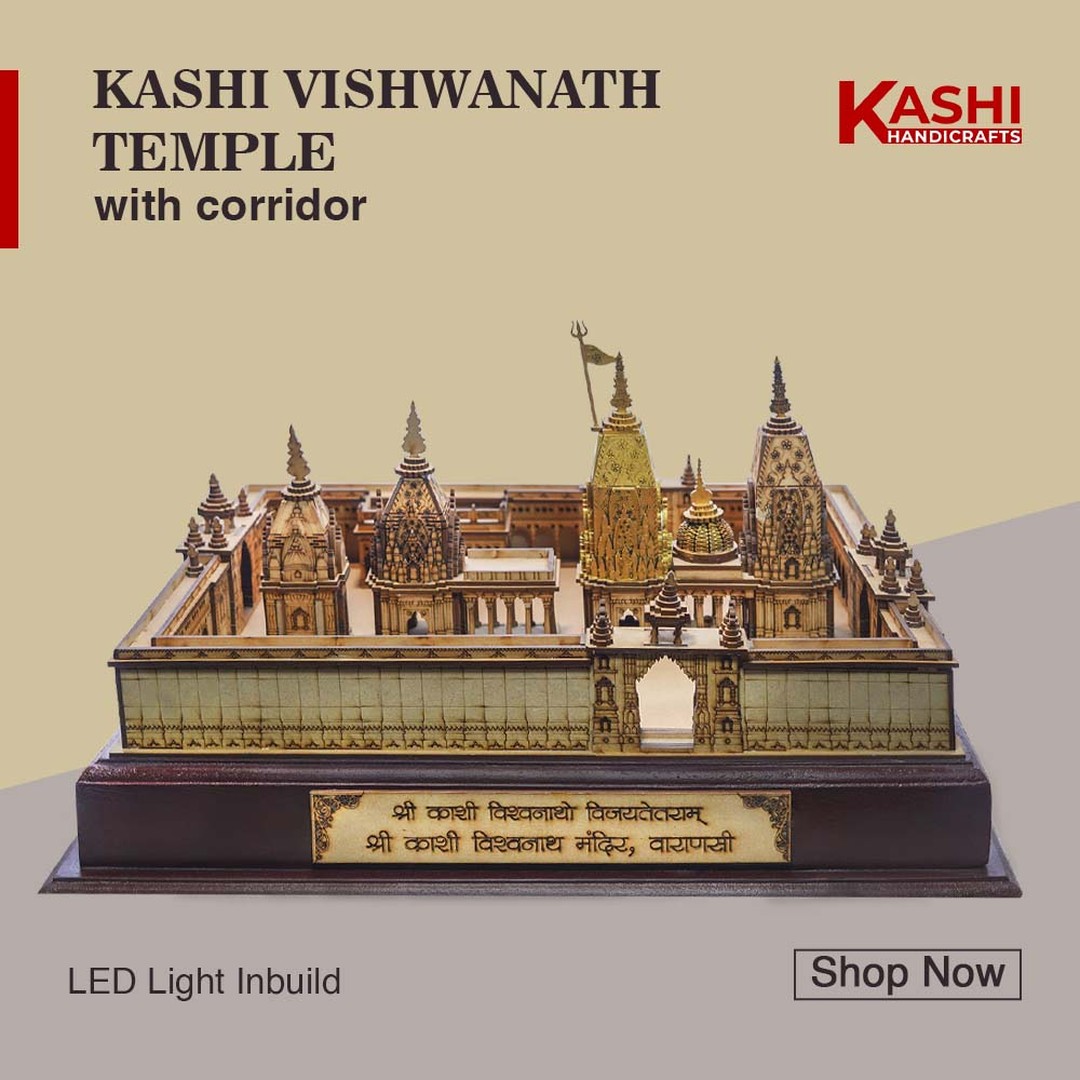 KASHI VISHWANATH
TEMPLE
with corridor
KASHI
HANDICRAFTS
श्री काशी विश्वनाथो विजयतेतराम्
श्री काशी विश्वनाथ मंदिर, वाराणसी
LED Light Inbuild
Shop Now